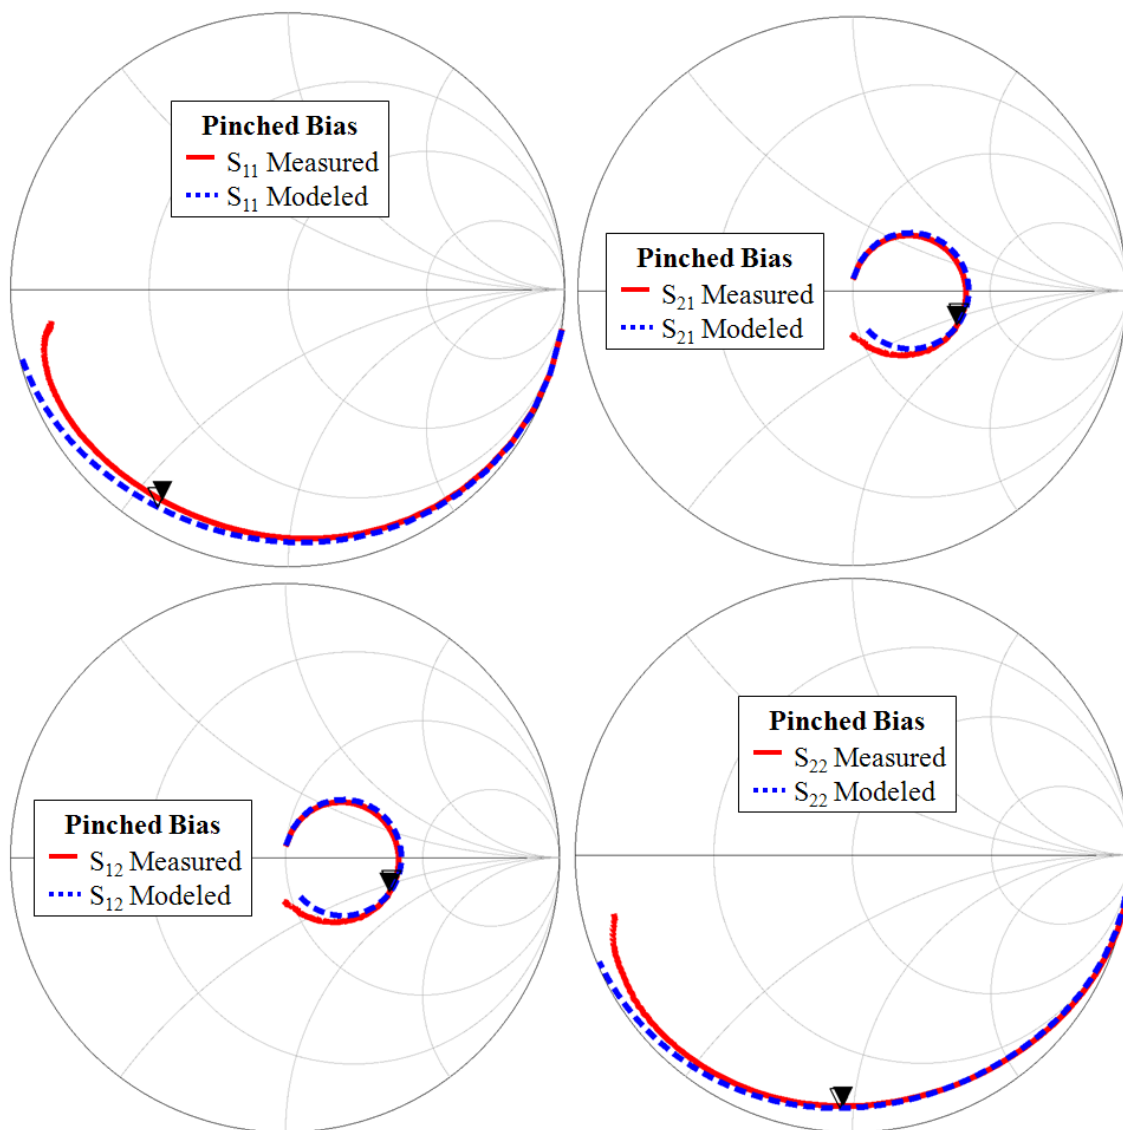 Pinched Bias
S₁₁ Measured
S₁₁ Modeled
Pinched Bias
S₂₁ Measured
S₂₁ Modeled
Pinched Bias
S₁₂ Measured
S₁₂ Modeled
Pinched Bias
S₂₂ Measured
S₂₂ Modeled